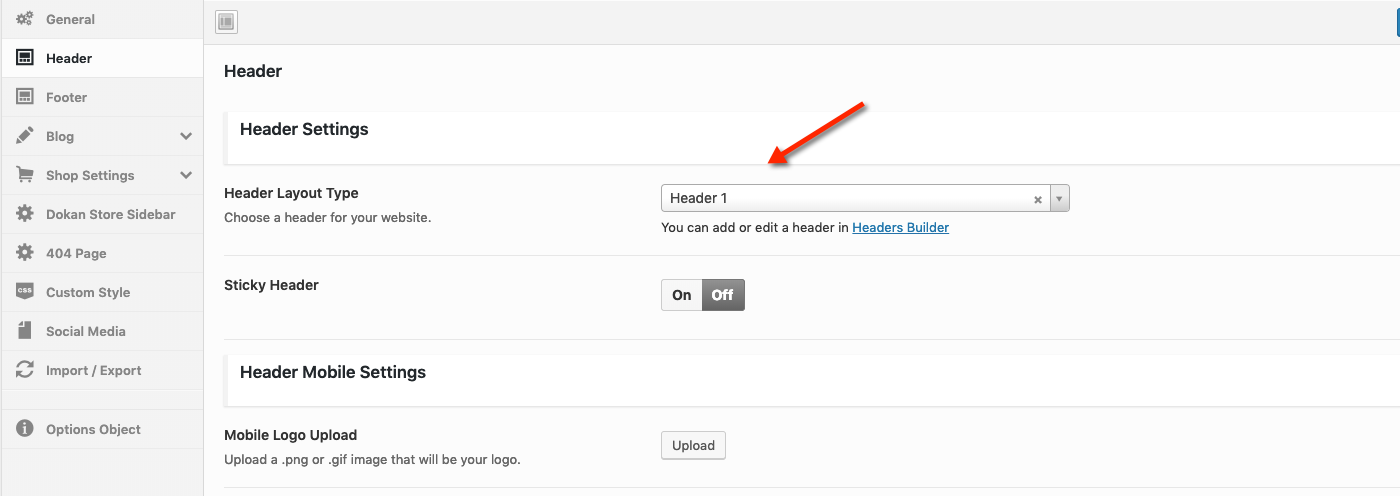 General
Header
Footer
Blog
Shop Settings
Dokan Store Sidebar
404 Page
css
Custom Style
Social Media
Import / Export
Options Object
Header
Header Settings
Header Layout Type
Choose a header for your website.
Header 1
×
You can add or edit a header in Headers Builder
Sticky Header
On Off
Header Mobile Settings
Mobile Logo Upload
Upload a .png or .gif image that will be your logo.
Upload